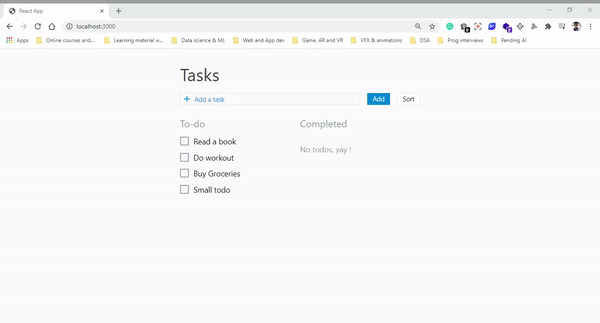 React App
localhost:3000
Apps Online courses and... Learning material w... Data science & ML Web and App dev Game, AR and VR VFX & animations DSA Prog interviews Pending AI
Tasks
Add a task Add Sort
To-do
Read a book
Do workout
Buy Groceries
Small todo
Completed
No todos, yay !